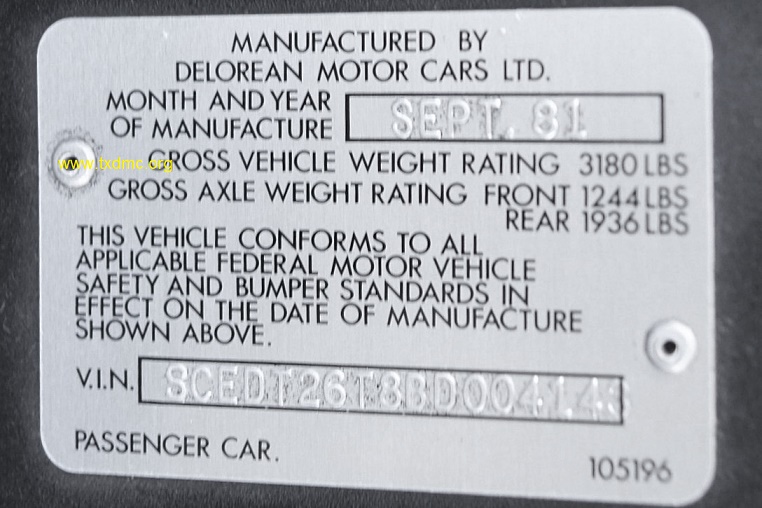 MANUFACTURED BY
DELOREAN MOTOR CARS LTD.
MONTH AND YEAR
OF MANUFACTURE
SEPT. 81
www.txdmc.org
GROSS VEHICLE WEIGHT RATING 3180 LBS
GROSS AXLE WEIGHT RATING FRONT 1244 LBS
REAR 1936 LBS
THIS VEHICLE CONFORMS TO ALL
APPLICABLE FEDERAL MOTOR VEHICLE
SAFETY AND BUMPER STANDARDS IN
EFFECT ON THE DATE OF MANUFACTURE
SHOWN ABOVE.
V.I.N.
PASSENGER CAR.
105196